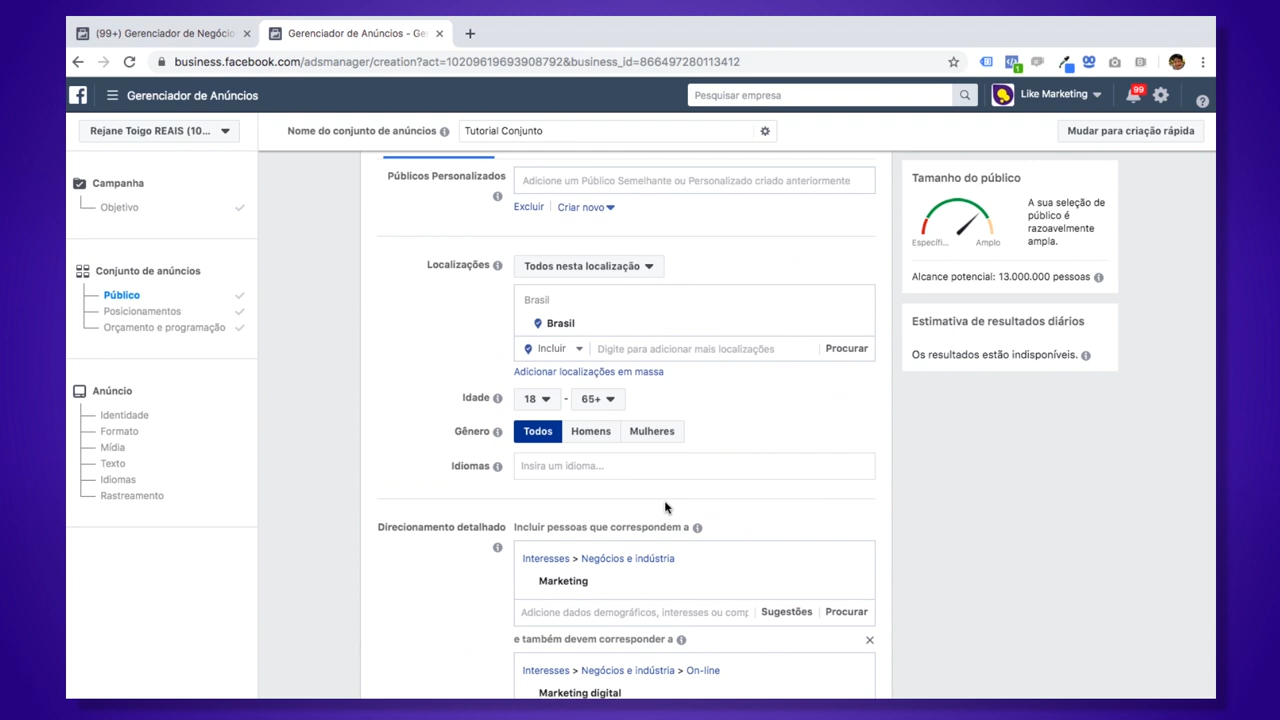 (99+) Gerenciador de Negócio
Gerenciador de Anúncios - Ge
business.facebook.com/adsmanager/creation?act=10209619693908792&business_id=866497280113412
Gerenciador de Anúncios
Pesquisar empresa
Like Marketing
99
Rejane Toigo REAIS (10...
Nome do conjunto de anúncios
Tutorial Conjunto
Mudar para criação rápida
Campanha
Objetivo
Conjunto de anúncios
Público
Posicionamentos
Orçamento e programação
Anúncio
Identidade
Formato
Mídia
Texto
Idiomas
Rastreamento
Públicos Personalizados
Adicione um Público Semelhante ou Personalizado criado anteriormente
Excluir
Criar novo
Localizações
Todos nesta localização
Brasil
Brasil
Incluir
Digite para adicionar mais localizações
Procurar
Adicionar localizações em massa
Idade
18 - 65+
Gênero
Todos Homens Mulheres
Idiomas
Insira um idioma...
Direcionamento detalhado
Incluir pessoas que correspondem a
Interesses > Negócios e indústria
Marketing
Adicione dados demográficos, interesses ou comp
Sugestões
Procurar
e também devem corresponder a
Interesses > Negócios e indústria > On-line
Marketing digital
Tamanho do público
A sua seleção de
público é
razoavelmente
ampla.
Específi... Amplo
Alcance potencial: 13.000.000 pessoas
Estimativa de resultados diários
Os resultados estão indisponíveis.